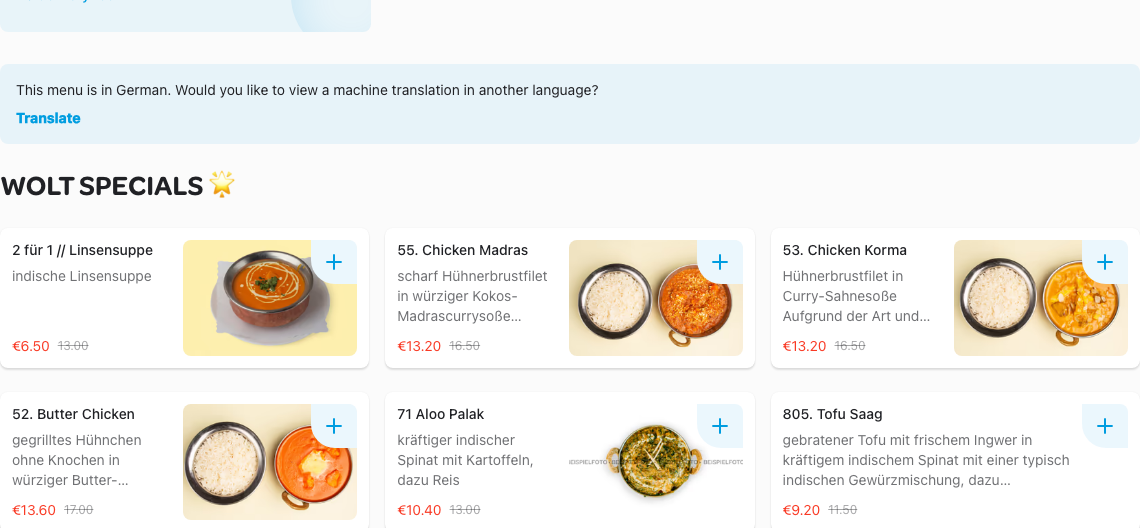 This menu is in German. Would you like to view a machine translation in another language?
Translate
WOLT SPECIALS 🌟
2 für 1 // Linsensuppe
indische Linsensuppe
€6.50 13.00
55. Chicken Madras
scharf Hühnerbrustfilet
in würziger Kokos-
Madrascurrysoße...
€13.20 16.50
53. Chicken Korma
Hühnerbrustfilet in
Curry-Sahnesoße
Aufgrund der Art und...
€13.20 16.50
52. Butter Chicken
gegrilltes Hühnchen
ohne Knochen in
würziger Butter-...
€13.60 17.00
71 Aloo Palak
kräftiger indischer
Spinat mit Kartoffeln,
dazu Reis
€10.40 13.00
BEISPIELFOTO
805. Tofu Saag
gebratener Tofu mit frischem Ingwer in
kräftigem indischem Spinat mit einer typisch
indischen Gewürzmischung, dazu...
€9.20 11.50